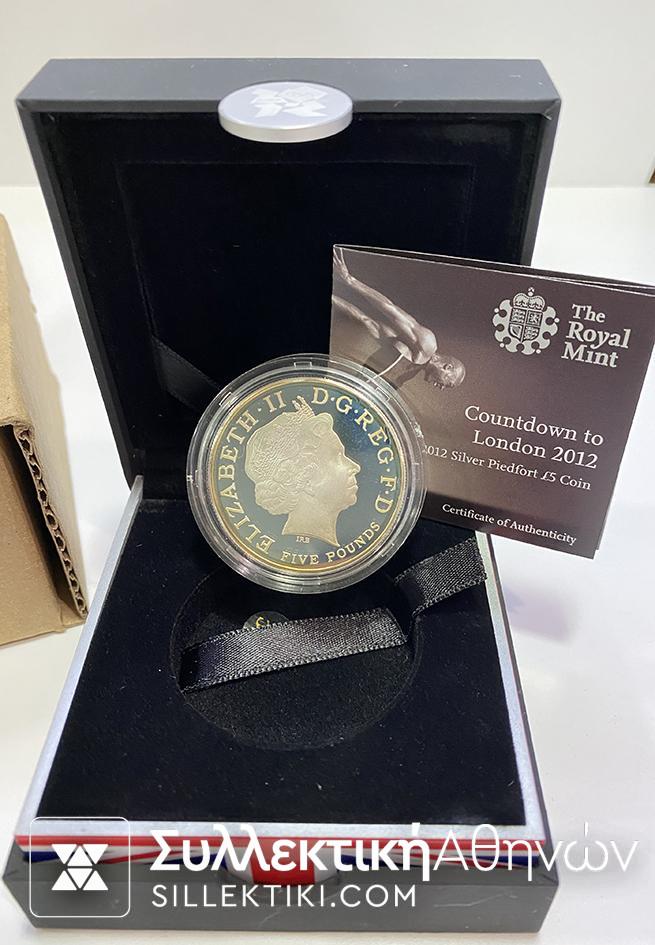 The
Royal
Mint
Countdown to
London 2012
2012 Silver Piedfort £5 Coin
Certificate of Authenticity
ELIZABETH·II·D·G·REG·F·D
IRB
FIVE POUNDS
ΣυλλεκτικήΑθηνών
SILLEKTIKI.COM